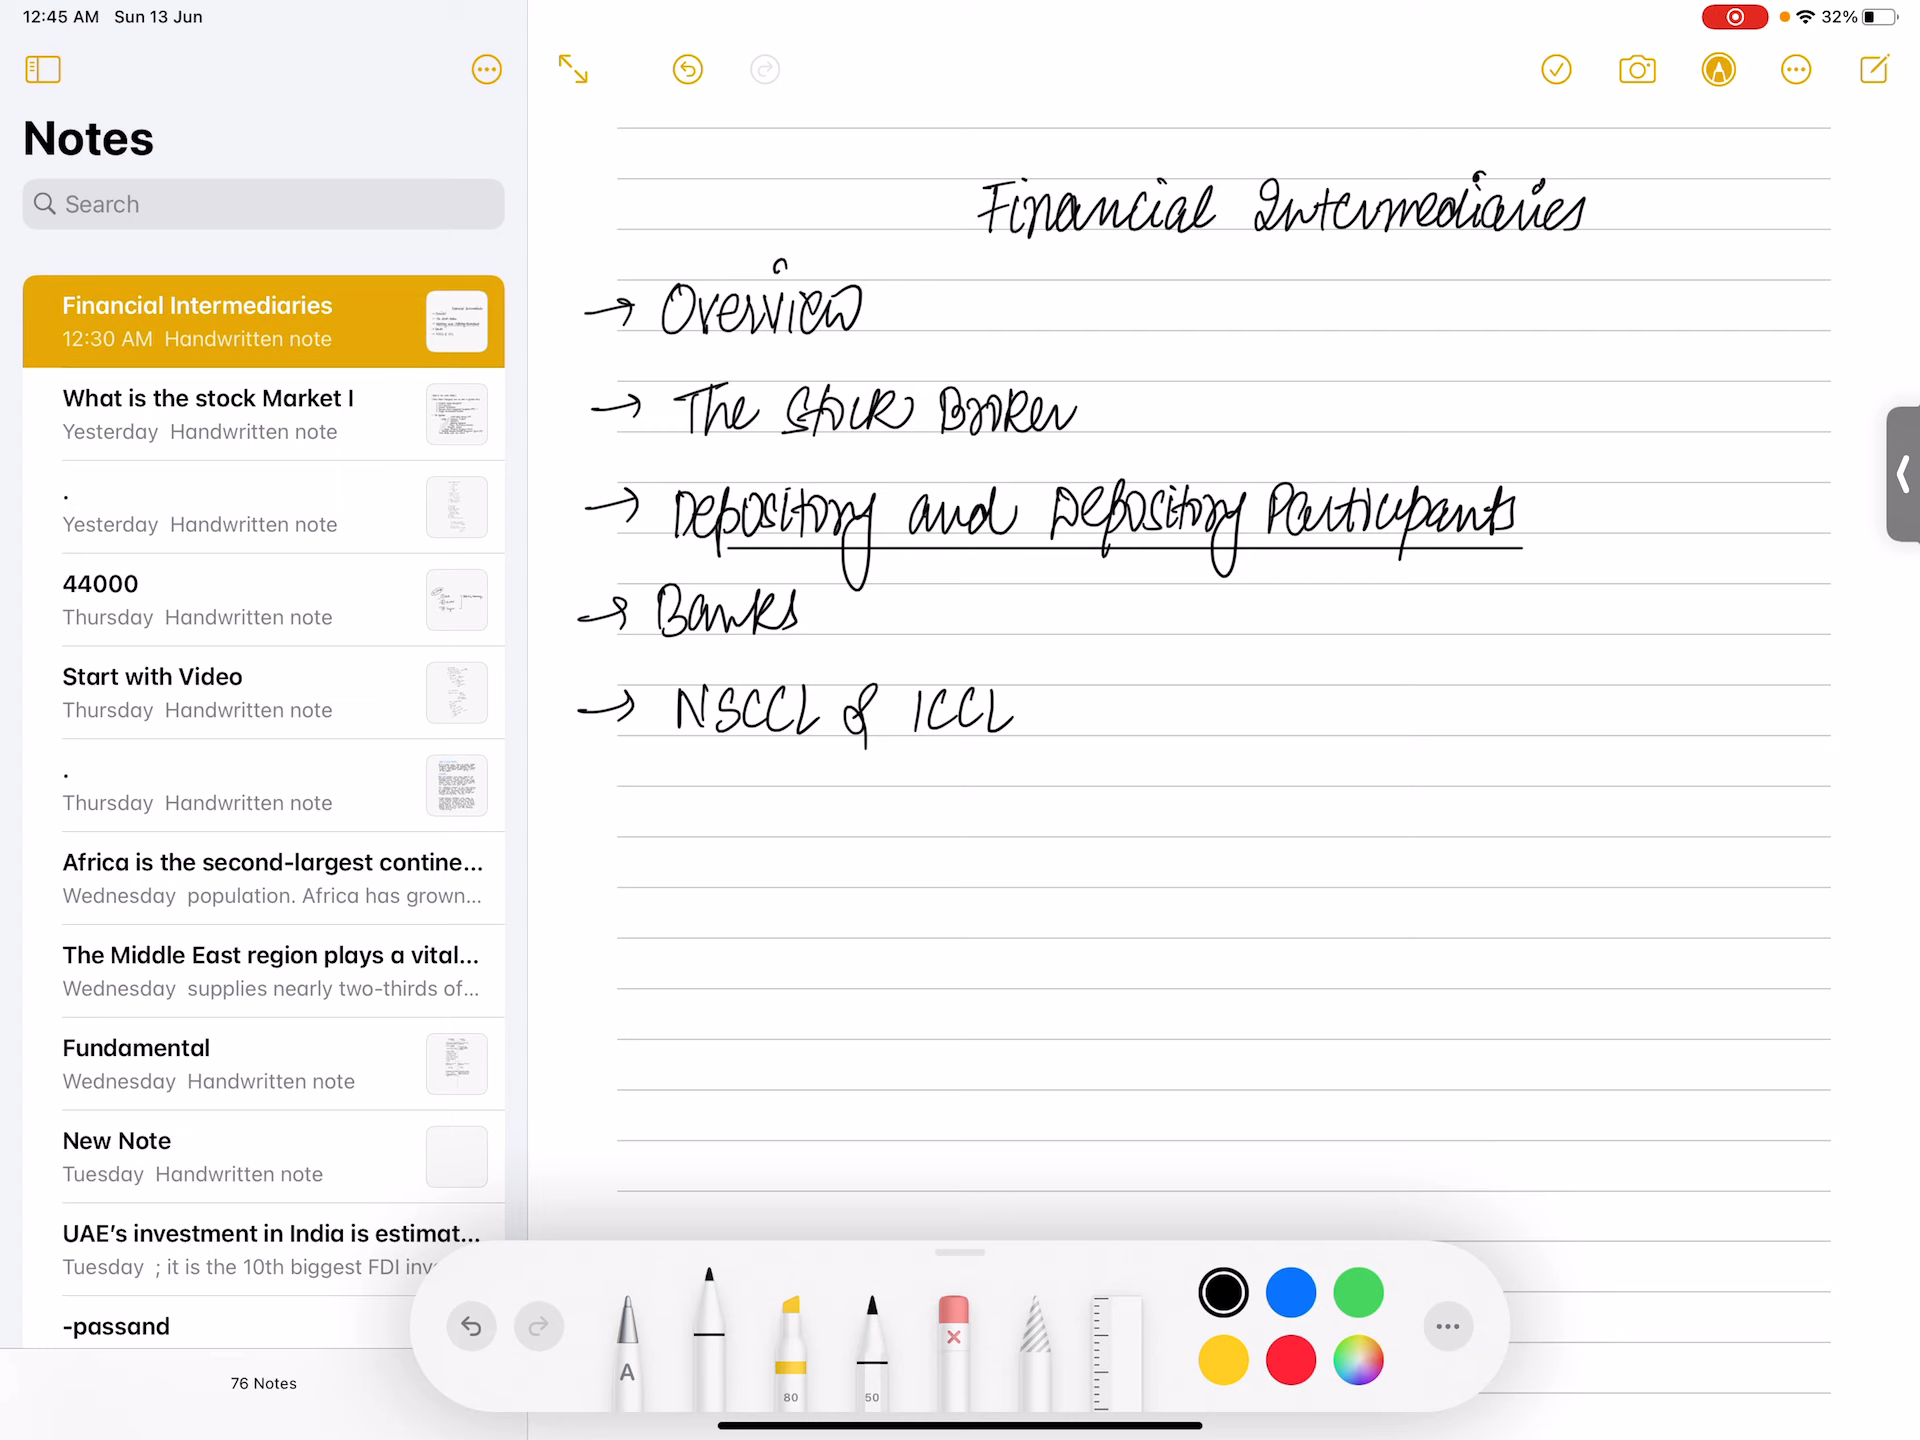 12:45 AM Sun 13 Jun
32%
Notes
Search
Financial Intermediaries
12:30 AM Handwritten note
What is the stock Market I
Yesterday Handwritten note
.
Yesterday Handwritten note
44000
Thursday Handwritten note
Start with Video
Thursday Handwritten note
.
Thursday Handwritten note
Africa is the second-largest contine...
Wednesday population. Africa has grown...
The Middle East region plays a vital...
Wednesday supplies nearly two-thirds of...
Fundamental
Wednesday Handwritten note
New Note
Tuesday Handwritten note
UAE's investment in India is estimat...
Tuesday ; it is the 10th biggest FDI inv
-passand
76 Notes
Financial Intermediaries
→ Overview
→ The Stock Broker
→ Depository and Depository Participants
→ Banks
→ NSCCL & ICCL
A
80
50